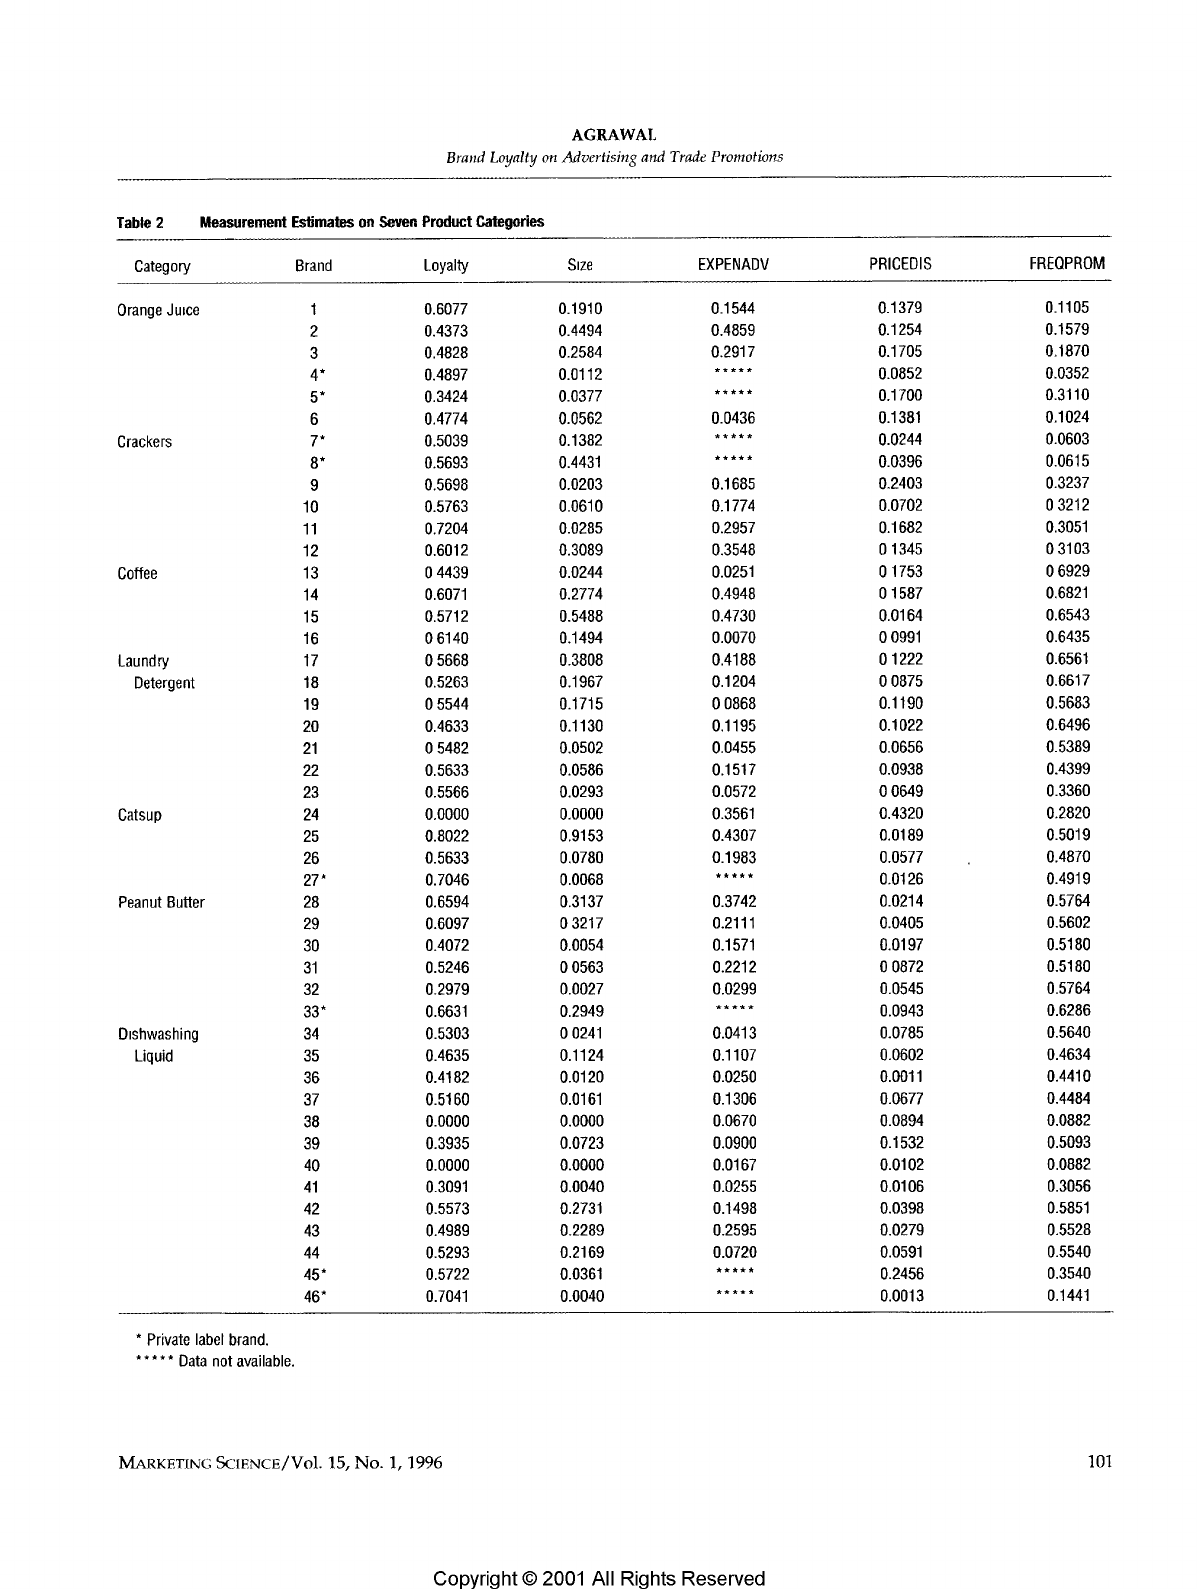 AGRAWAL
Brand Loyalty on Advertising and Trade Promotions
Table 2 Measurement Estimates on Seven Product Categories
Category Brand Loyalty Size EXPENADV PRICEDIS FREQPROM
Orange Juice 1 0.6077 0.1910 0.1544 0.1379 0.1105
2 0.4373 0.4494 0.4859 0.1254 0.1579
3 0.4828 0.2584 0.2917 0.1705 0.1870
4* 0.4897 0.0112 ***** 0.0852 0.0352
5* 0.3424 0.0377 ***** 0.1700 0.3110
6 0.4774 0.0562 0.0436 0.1381 0.1024
Crackers 7* 0.5039 0.1382 ***** 0.0244 0.0603
8* 0.5693 0.4431 ***** 0.0396 0.0615
9 0.5698 0.0203 0.1685 0.2403 0.3237
10 0.5763 0.0610 0.1774 0.0702 0 3212
11 0.7204 0.0285 0.2957 0.1682 0.3051
12 0.6012 0.3089 0.3548 0 1345 0 3103
Coffee 13 0 4439 0.0244 0.0251 0 1753 0 6929
14 0.6071 0.2774 0.4948 0 1587 0.6821
15 0.5712 0.5488 0.4730 0.0164 0.6543
16 0 6140 0.1494 0.0070 0 0991 0.6435
Laundry 17 0 5668 0.3808 0.4188 0 1222 0.6561
Detergent 18 0.5263 0.1967 0.1204 0 0875 0.6617
19 0 5544 0.1715 0 0868 0.1190 0.5683
20 0.4633 0.1130 0.1195 0.1022 0.6496
21 0 5482 0.0502 0.0455 0.0656 0.5389
22 0.5633 0.0586 0.1517 0.0938 0.4399
23 0.5566 0.0293 0.0572 0 0649 0.3360
Catsup 24 0.0000 0.0000 0.3561 0.4320 0.2820
25 0.8022 0.9153 0.4307 0.0189 0.5019
26 0.5633 0.0780 0.1983 0.0577 0.4870
27* 0.7046 0.0068 ***** 0.0126 0.4919
Peanut Butter 28 0.6594 0.3137 0.3742 0.0214 0.5764
29 0.6097 0 3217 0.2111 0.0405 0.5602
30 0.4072 0.0054 0.1571 0.0197 0.5180
31 0.5246 0 0563 0.2212 0 0872 0.5180
32 0.2979 0.0027 0.0299 0.0545 0.5764
33* 0.6631 0.2949 ***** 0.0943 0.6286
Dishwashing 34 0.5303 0 0241 0.0413 0.0785 0.5640
Liquid 35 0.4635 0.1124 0.1107 0.0602 0.4634
36 0.4182 0.0120 0.0250 0.0011 0.4410
37 0.5160 0.0161 0.1306 0.0677 0.4484
38 0.0000 0.0000 0.0670 0.0894 0.0882
39 0.3935 0.0723 0.0900 0.1532 0.5093
40 0.0000 0.0000 0.0167 0.0102 0.0882
41 0.3091 0.0040 0.0255 0.0106 0.3056
42 0.5573 0.2731 0.1498 0.0398 0.5851
43 0.4989 0.2289 0.2595 0.0279 0.5528
44 0.5293 0.2169 0.0720 0.0591 0.5540
45* 0.5722 0.0361 ***** 0.2456 0.3540
46* 0.7041 0.0040 ***** 0.0013 0.1441
* Private label brand.
***** Data not available.
MARKETING SCIENCE/Vol. 15, No. 1, 1996 101
Copyright © 2001 All Rights Reserved